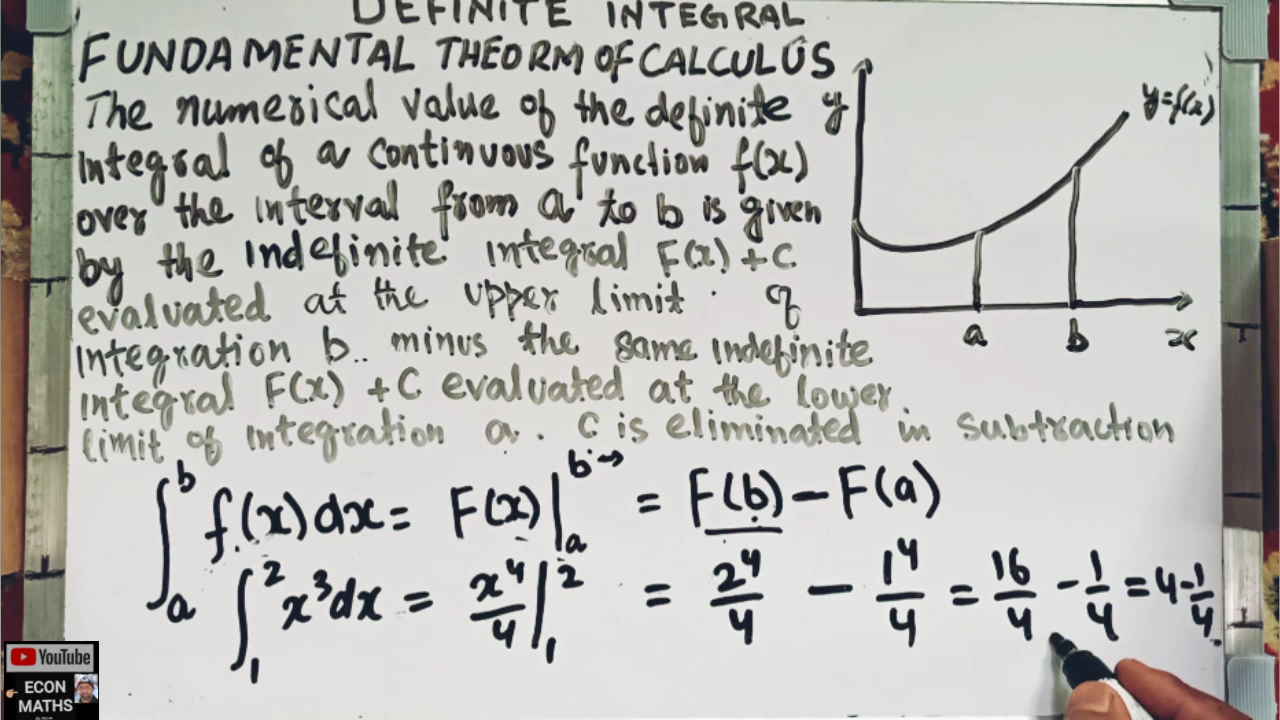 DEFINITE INTEGRAL
FUNDAMENTAL THEORM OF CALCULUS
The numerical value of the definite
Integral of a continuous function f(x)
over the interval from a to b is given
by the Indefinite integral F(x) + C
evaluated at the upper limit of
Integration b.. minus the same indefinite
integral F(x) + C evaluated at the lower
limit of integration a. C is eliminated in subtraction
y
y=f(x)
a b x
∫ₐᵇ f(x)dx = F(x)|ₐᵇ→ = F(b) − F(a)
∫₁² x³dx = x⁴/4|₁² = 2⁴/4 − 1⁴/4 = 16/4 − 1/4 = 4 - 1/4
YouTube
ECON
MATHS